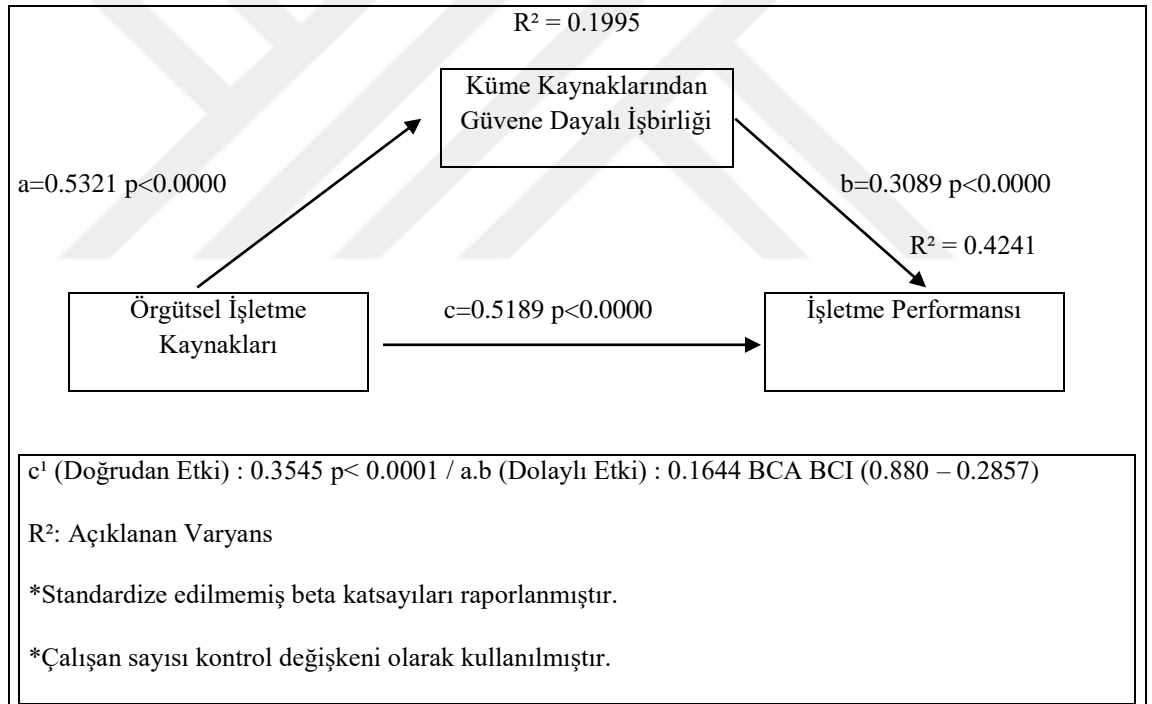 R² = 0.1995
Küme Kaynaklarından
Güvene Dayalı İşbirliği
a=0.5321 p<0.0000
b=0.3089 p<0.0000
R² = 0.4241
Örgütsel İşletme
Kaynakları
c=0.5189 p<0.0000
İşletme Performansı
c¹ (Doğrudan Etki) : 0.3545 p< 0.0001 / a.b (Dolaylı Etki) : 0.1644 BCA BCI (0.880 – 0.2857)
R²: Açıklanan Varyans
*Standardize edilmemiş beta katsayıları raporlanmıştır.
*Çalışan sayısı kontrol değişkeni olarak kullanılmıştır.